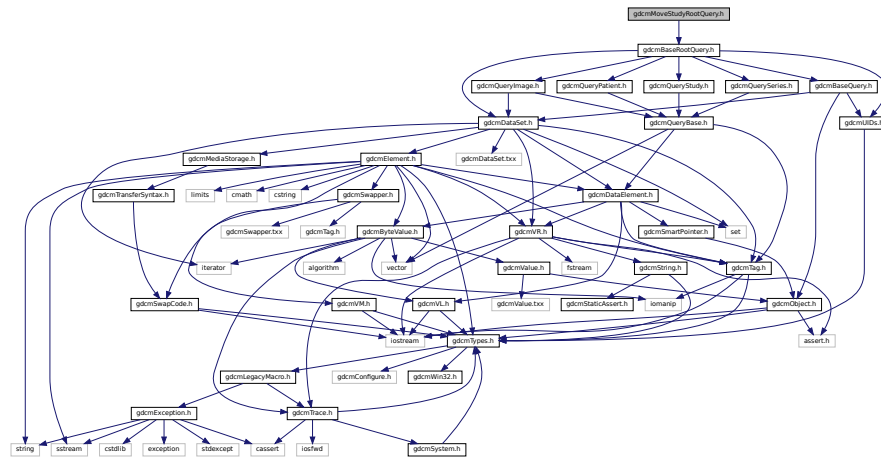 gdcmMoveStudyRootQuery.h
gdcmBaseRootQuery.h
gdcmQueryImage.h gdcmQueryPatient.h gdcmQueryStudy.h gdcmQuerySeries.h gdcmBaseQuery.h
gdcmDataSet.h gdcmQueryBase.h gdcmUIDs.h
gdcmMediaStorage.h gdcmElement.h gdcmDataSet.txx
gdcmTransferSyntax.h limits cmath cstring gdcmSwapper.h gdcmDataElement.h
gdcmSwapper.txx gdcmTag.h gdcmByteValue.h gdcmVR.h gdcmSmartPointer.h set
iterator algorithm vector gdcmValue.h fstream gdcmString.h gdcmTag.h
gdcmSwapCode.h gdcmVM.h gdcmVL.h gdcmValue.txx gdcmStaticAssert.h iomanip gdcmObject.h
iostream gdcmTypes.h assert.h
gdcmLegacyMacro.h gdcmConfigure.h gdcmWin32.h
gdcmException.h gdcmTrace.h
string sstream cstdlib exception stdexcept cassert iosfwd gdcmSystem.h